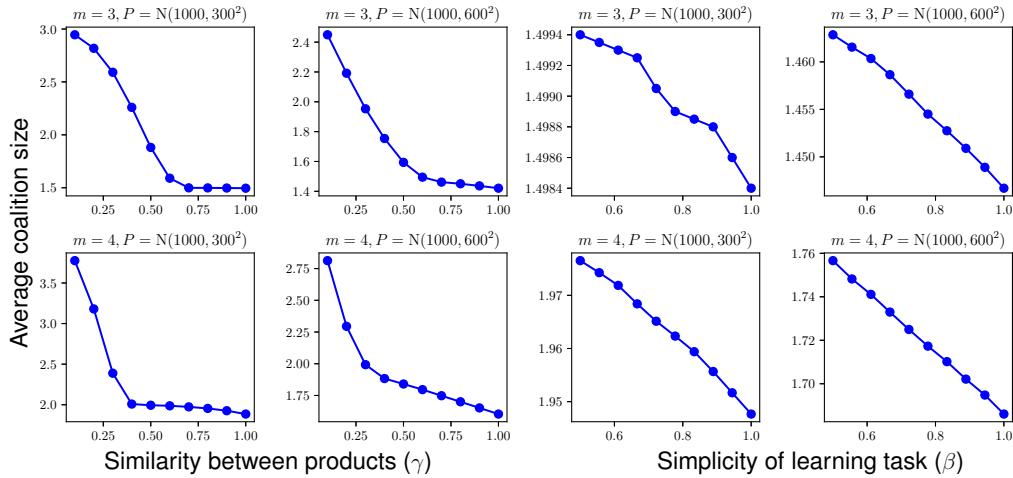 m = 3, P = N(1000, 300²)
m = 3, P = N(1000, 600²)
m = 3, P = N(1000, 300²)
m = 3, P = N(1000, 600²)
3.0
2.5
2.0
1.5
0.25 0.50 0.75 1.00
2.4
2.2
2.0
1.8
1.6
1.4
0.25 0.50 0.75 1.00
1.4994
1.4992
1.4990
1.4988
1.4986
1.4984
0.6 0.8 1.0
1.460
1.455
1.450
0.6 0.8 1.0
Average coalition size
m = 4, P = N(1000, 300²)
m = 4, P = N(1000, 600²)
m = 4, P = N(1000, 300²)
m = 4, P = N(1000, 600²)
3.5
3.0
2.5
2.0
0.25 0.50 0.75 1.00
2.75
2.50
2.25
2.00
1.75
0.25 0.50 0.75 1.00
1.97
1.96
1.95
0.6 0.8 1.0
1.76
1.74
1.72
1.70
0.6 0.8 1.0
Similarity between products (γ)
Simplicity of learning task (β)